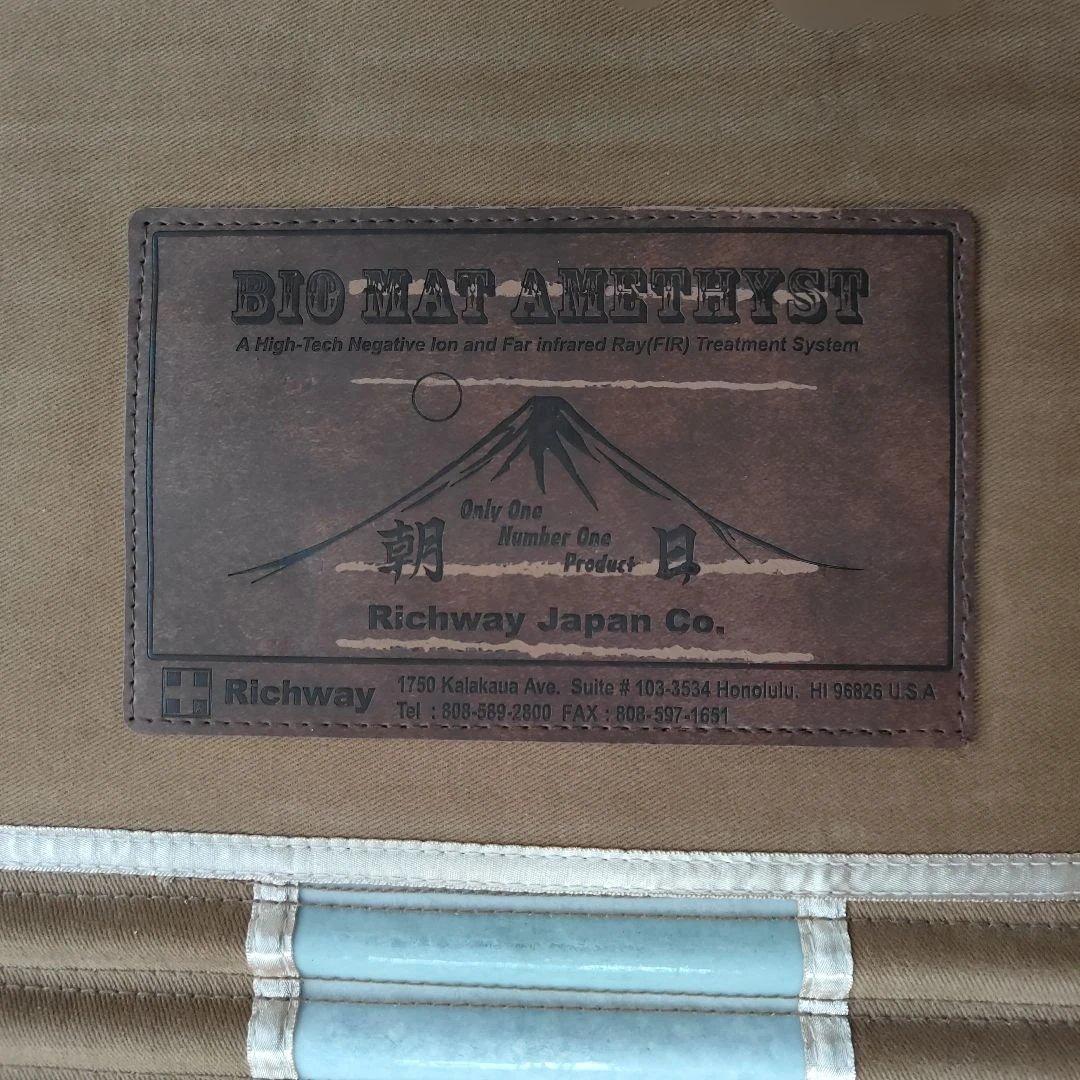 BIO MAT AMETHYST
A High-Tech Negative Ion and Far infrared Ray(FIR) Treatment System
Only One
Number One
Product
朝日
Richway Japan Co.
Richway
1750 Kalakaua Ave. Suite # 103-3534 Honolulu. HI 96826 U.S.A
Tel : 808-589-2800 FAX : 808-597-1651